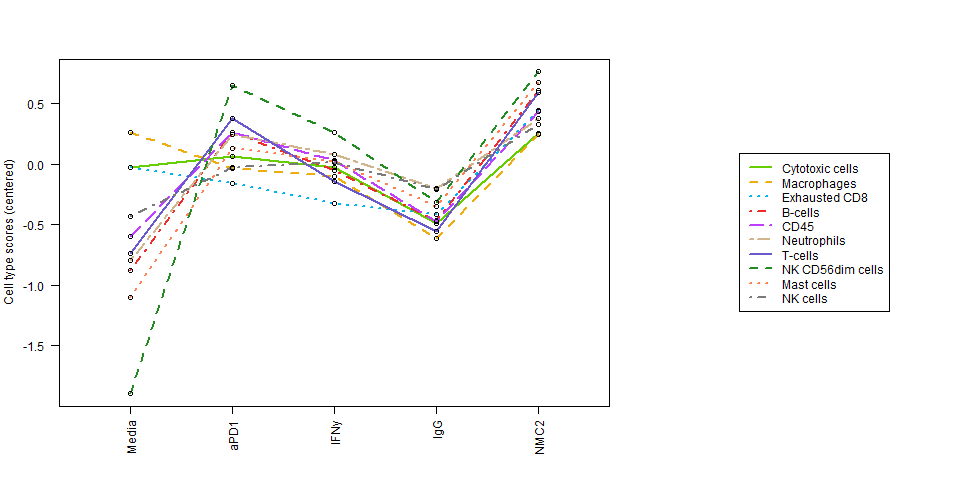 Cell type scores (centered)
0.5
0.0
-0.5
-1.0
-1.5
Media
aPD1
IFNy
IgG
NMC2
Cytotoxic cells
Macrophages
Exhausted CD8
B-cells
CD45
Neutrophils
T-cells
NK CD56dim cells
Mast cells
NK cells